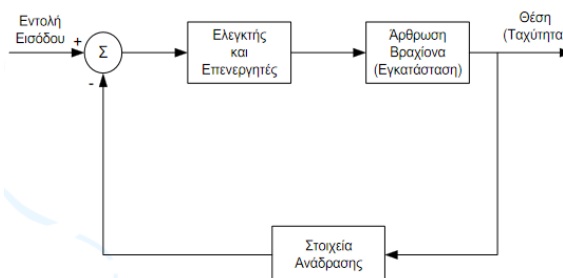 Εντολή
Εισόδου
+
Σ
-
Ελεγκτής
και
Επενεργητές
Άρθρωση
Βραχίονα
(Εγκατάσταση)
Θέση
(Ταχύτητα
Στοιχεία
Ανάδρασης